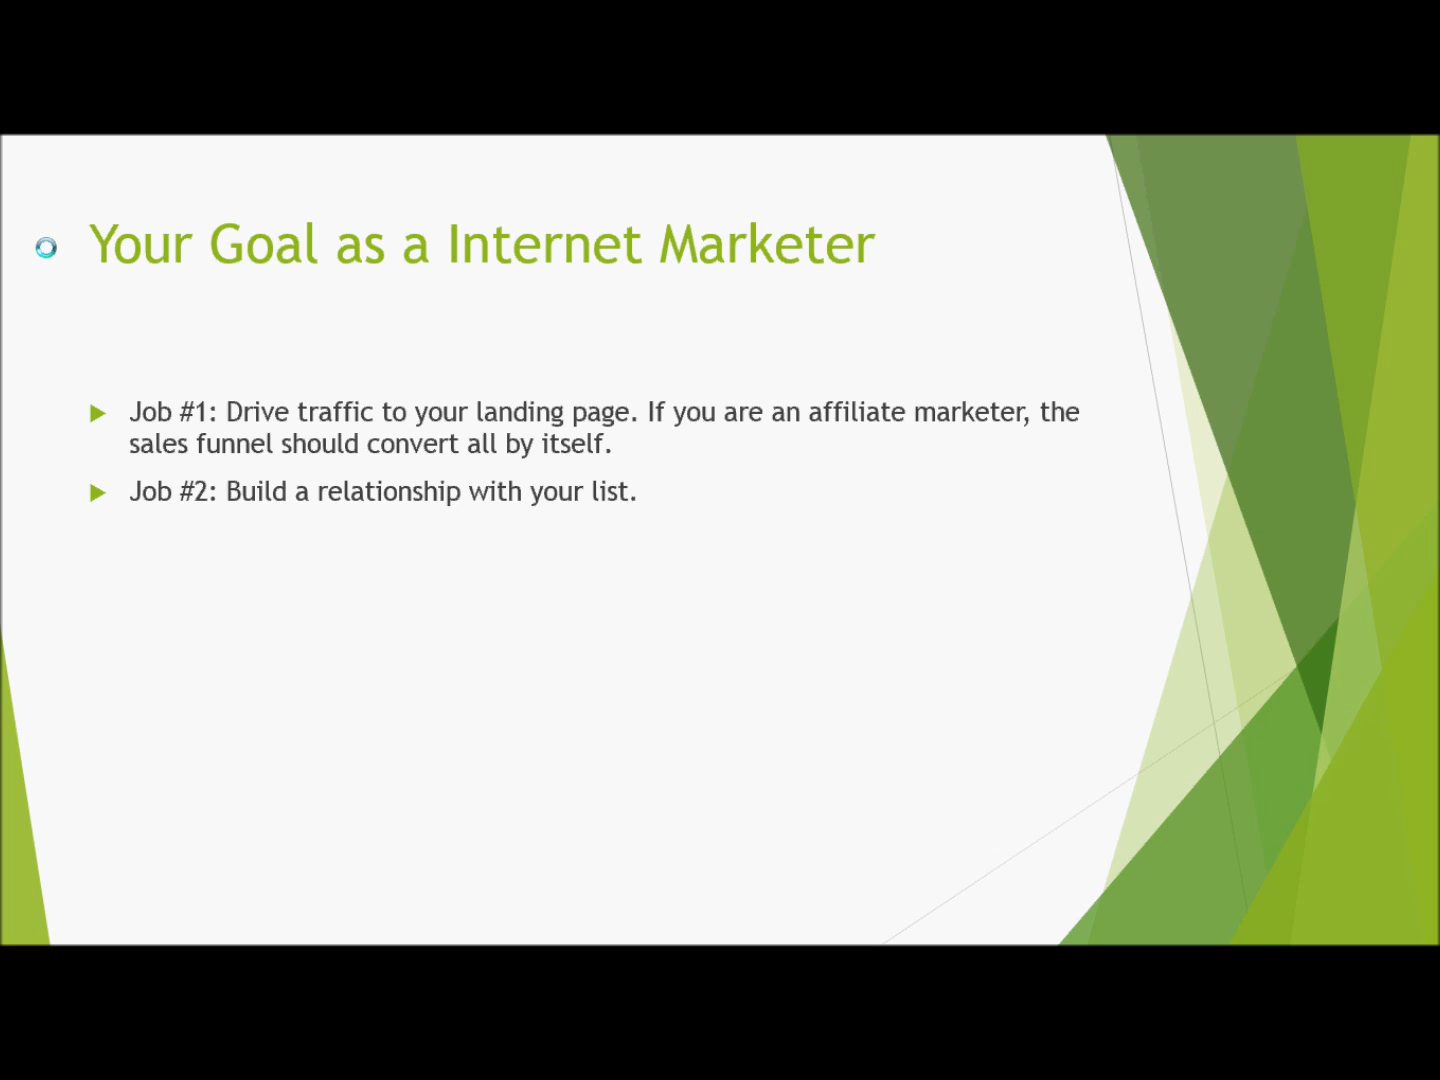 Your Goal as a Internet Marketer
Job #1: Drive traffic to your landing page. If you are an affiliate marketer, the
sales funnel should convert all by itself.
Job #2: Build a relationship with your list.